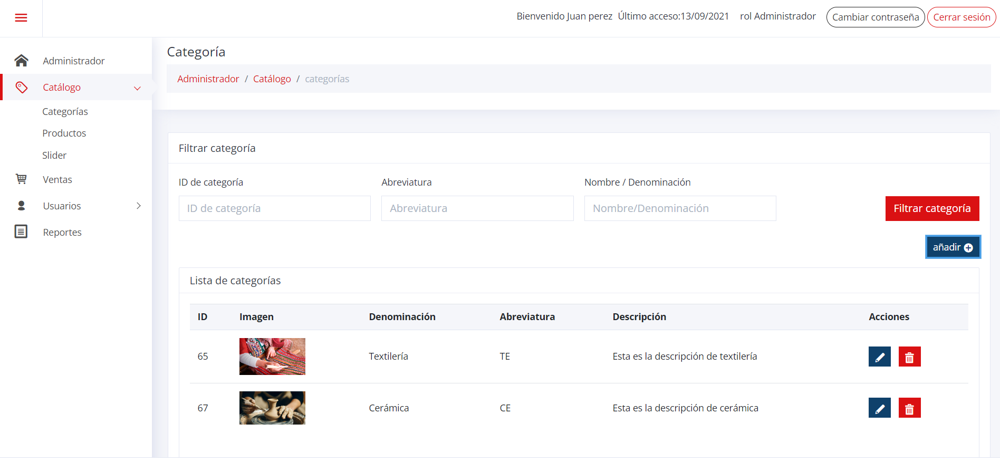 Bienvenido Juan perez Último acceso:13/09/2021 rol Administrador Cambiar contraseña Cerrar sesión
Administrador
Catálogo
Categorías
Productos
Slider
Ventas
Usuarios
Reportes
Categoría
Administrador / Catálogo / categorías
Filtrar categoría
ID de categoría Abreviatura Nombre / Denominación
ID de categoría Abreviatura Nombre/Denominación Filtrar categoría
añadir
Lista de categorías
ID Imagen Denominación Abreviatura Descripción Acciones
65 Textilería TE Esta es la descripción de textilería
67 Cerámica CE Esta es la descripción de cerámica